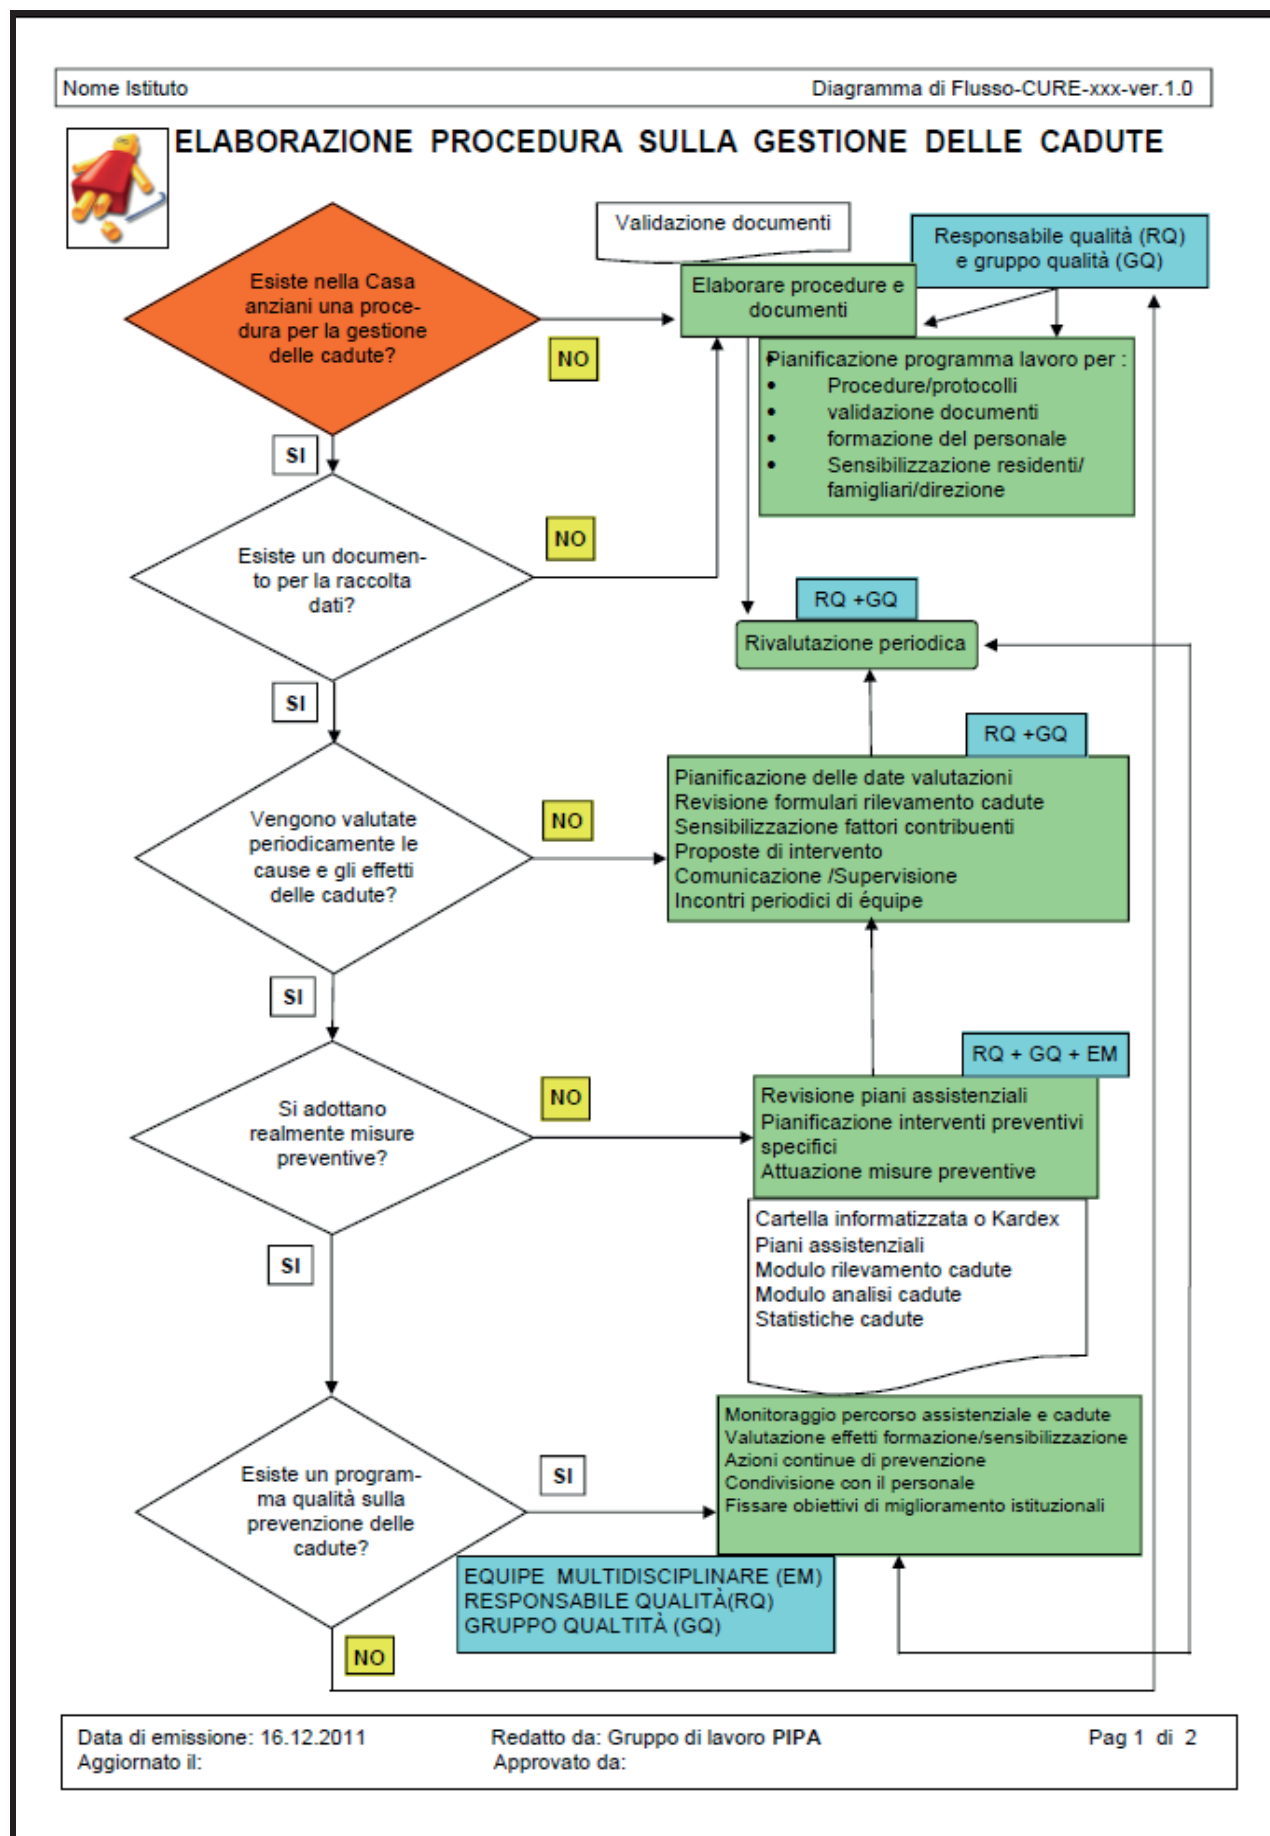 Nome Istituto
Diagramma di Flusso-CURE-xxx-ver.1.0
ELABORAZIONE PROCEDURA SULLA GESTIONE DELLE CADUTE
Validazione documenti
Responsabile qualità (RQ)
e gruppo qualità (GQ)
Esiste nella Casa
anziani una proce-
dura per la gestione
delle cadute?
Elaborare procedure e
documenti
NO
Pianificazione programma lavoro per :
• Procedure/protocolli
• validazione documenti
• formazione del personale
• Sensibilizzazione residenti/
famigliari/direzione
SI
Esiste un documen-
to per la raccolta
dati?
NO
RQ +GQ
Rivalutazione periodica
SI
RQ +GQ
Vengono valutate
periodicamente le
cause e gli effetti
delle cadute?
NO
Pianificazione delle date valutazioni
Revisione formulari rilevamento cadute
Sensibilizzazione fattori contribuenti
Proposte di intervento
Comunicazione /Supervisione
Incontri periodici di équipe
SI
RQ + GQ + EM
Si adottano
realmente misure
preventive?
NO
Revisione piani assistenziali
Pianificazione interventi preventivi
specifici
Attuazione misure preventive
Cartella informatizzata o Kardex
Piani assistenziali
Modulo rilevamento cadute
Modulo analisi cadute
Statistiche cadute
SI
Esiste un program-
ma qualità sulla
prevenzione delle
cadute?
SI
Monitoraggio percorso assistenziale e cadute
Valutazione effetti formazione/sensibilizzazione
Azioni continue di prevenzione
Condivisione con il personale
Fissare obiettivi di miglioramento istituzionali
EQUIPE MULTIDISCIPLINARE (EM)
RESPONSABILE QUALITÀ(RQ)
GRUPPO QUALTITÀ (GQ)
NO
Data di emissione: 16.12.2011
Redatto da: Gruppo di lavoro PIPA
Pag 1 di 2
Aggiornato il:
Approvato da: